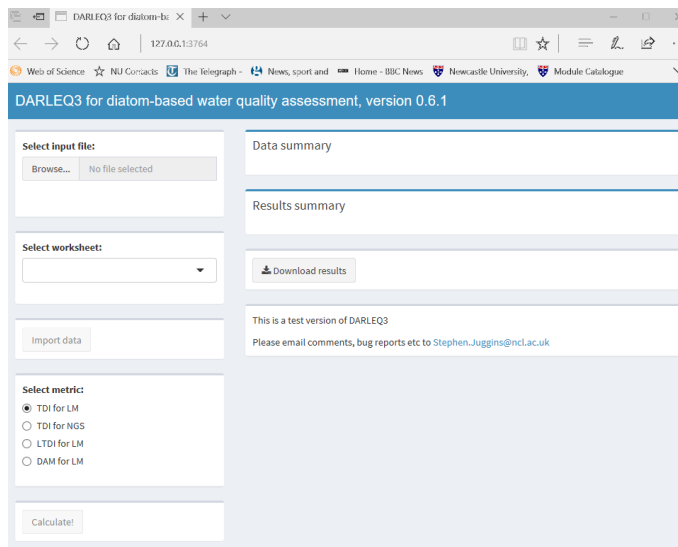 DARLEQ3 for diatom-ba
127.0.0.1:3764
Web of Science NU Contacts The Telegraph - News, sport and Home - BBC News Newcastle University, Module Catalogue
DARLEQ3 for diatom-based water quality assessment, version 0.6.1
Select input file:
Browse... No file selected
Select worksheet:
Import data
Select metric:
TDI for LM
TDI for NGS
LTDI for LM
DAM for LM
Calculate!
Data summary
Results summary
Download results
This is a test version of DARLEQ3
Please email comments, bug reports etc to Stephen.Juggins@ncl.ac.uk